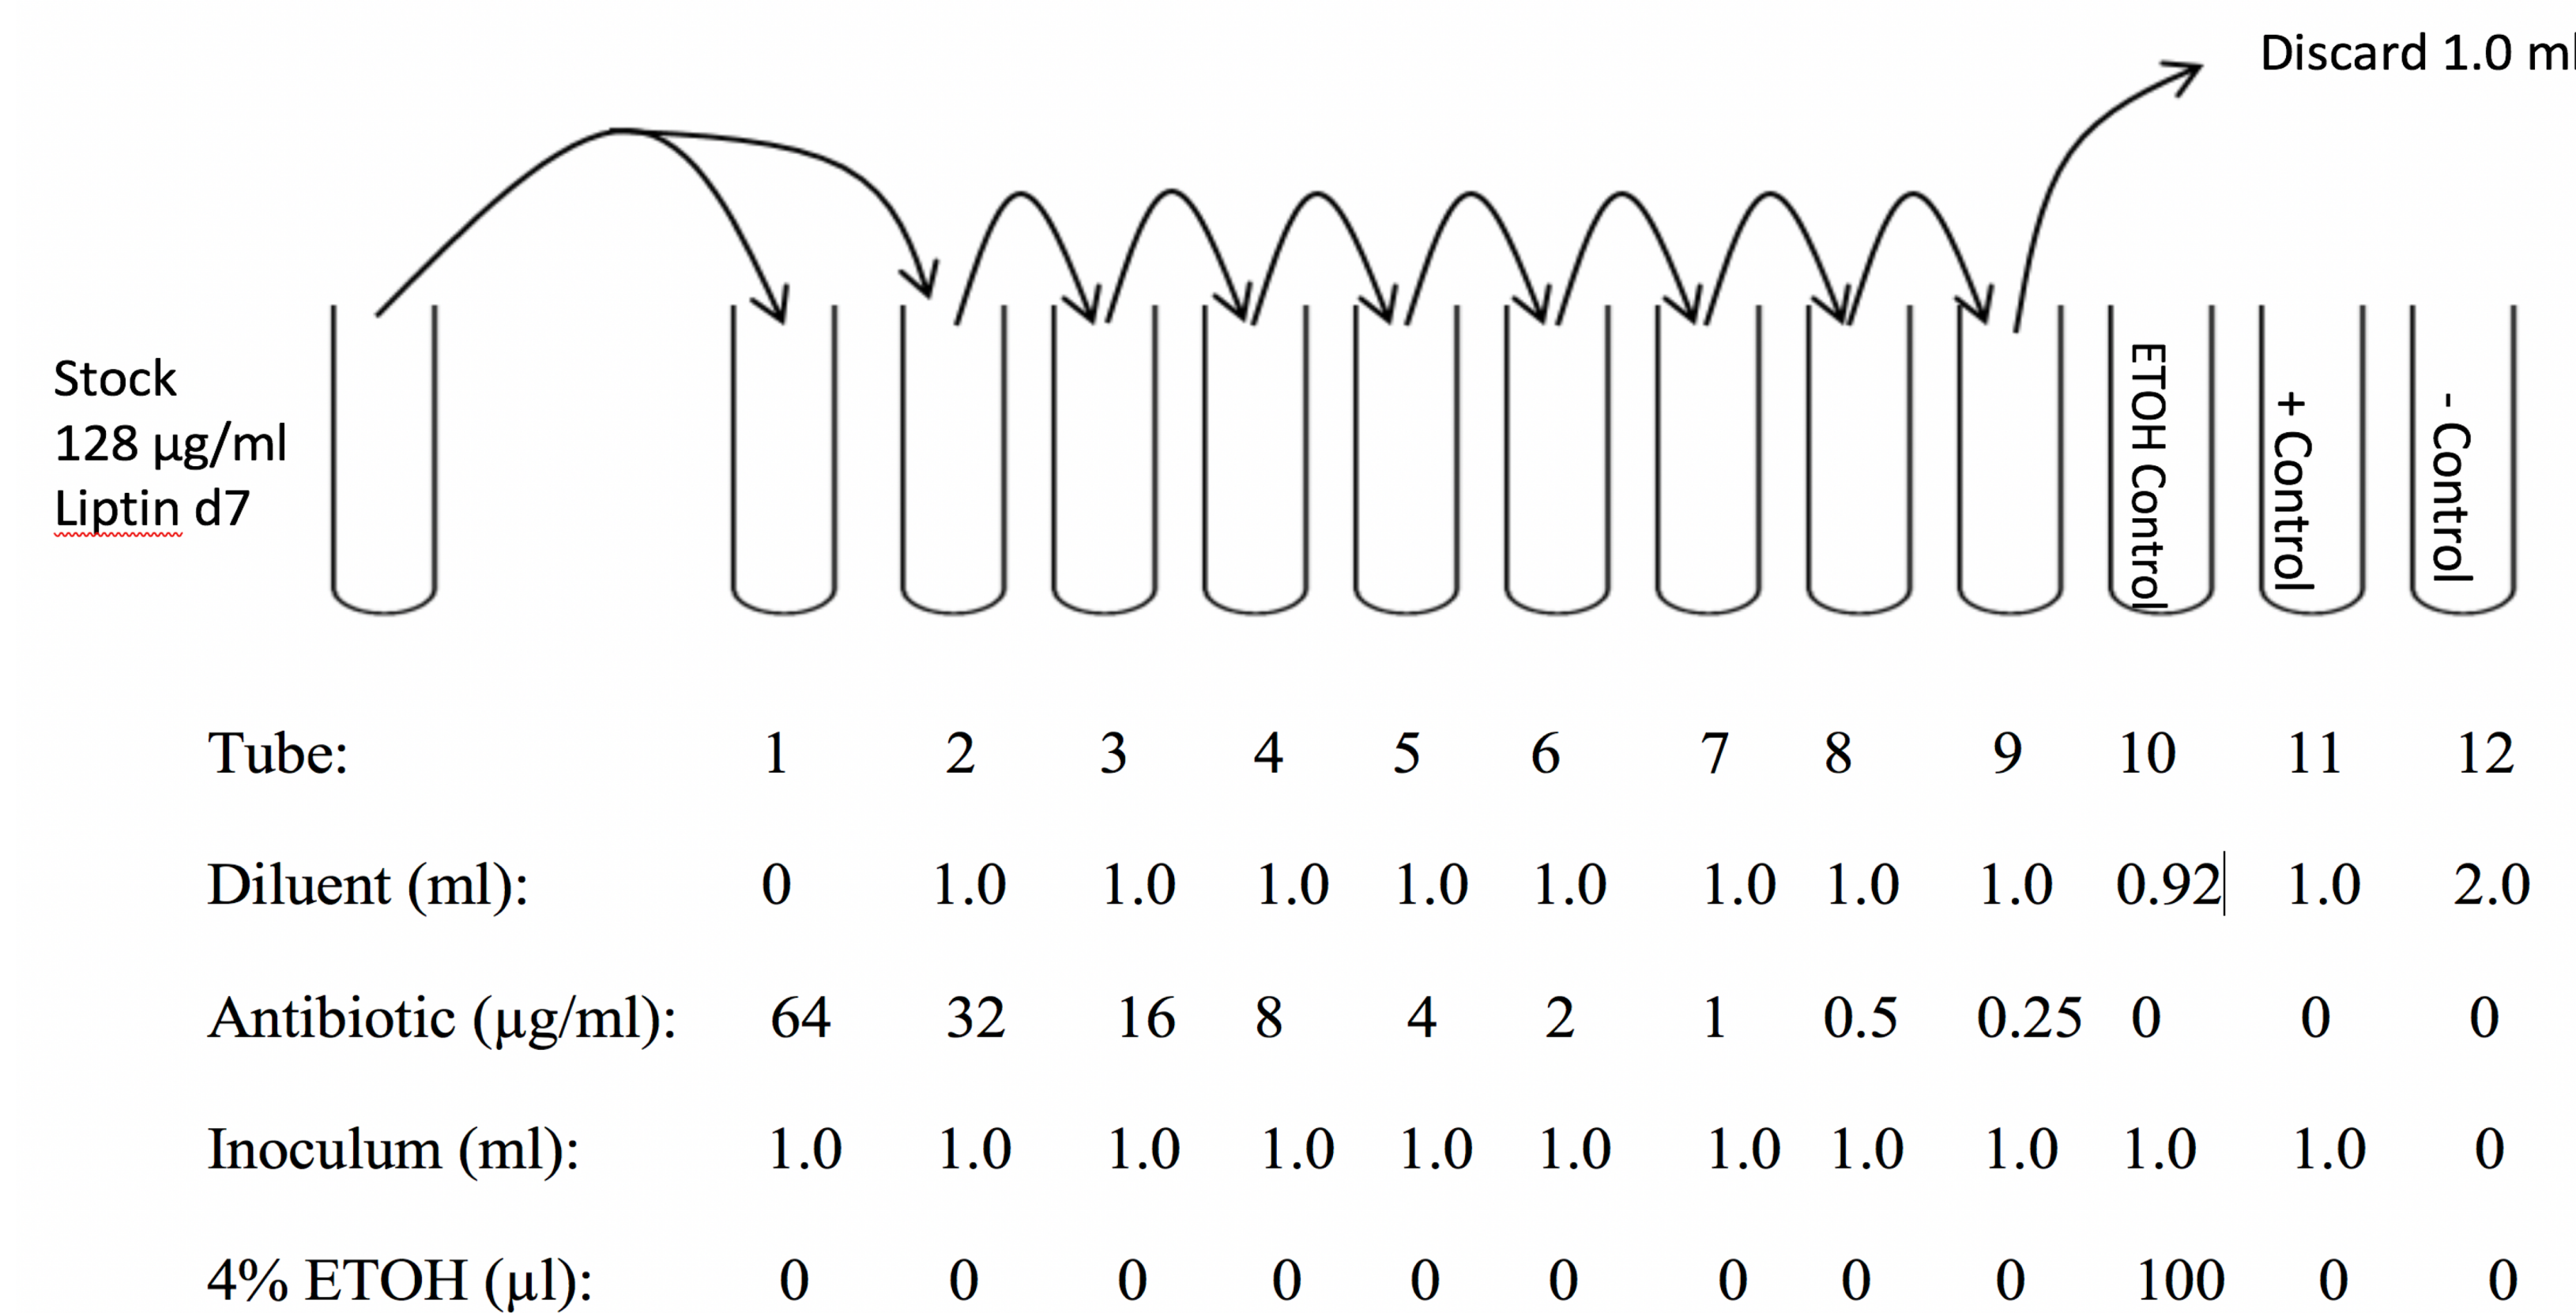 Discard 1.0 ml
Stock
128 µg/ml
Liptin d7
ETOH Control
+ Control
- Control
Tube: 1 2 3 4 5 6 7 8 9 10 11 12
Diluent (ml): 0 1.0 1.0 1.0 1.0 1.0 1.0 1.0 1.0 0.92 1.0 2.0
Antibiotic (µg/ml): 64 32 16 8 4 2 1 0.5 0.25 0 0 0
Inoculum (ml): 1.0 1.0 1.0 1.0 1.0 1.0 1.0 1.0 1.0 1.0 1.0 0
4% ETOH (µl): 0 0 0 0 0 0 0 0 0 100 0 0